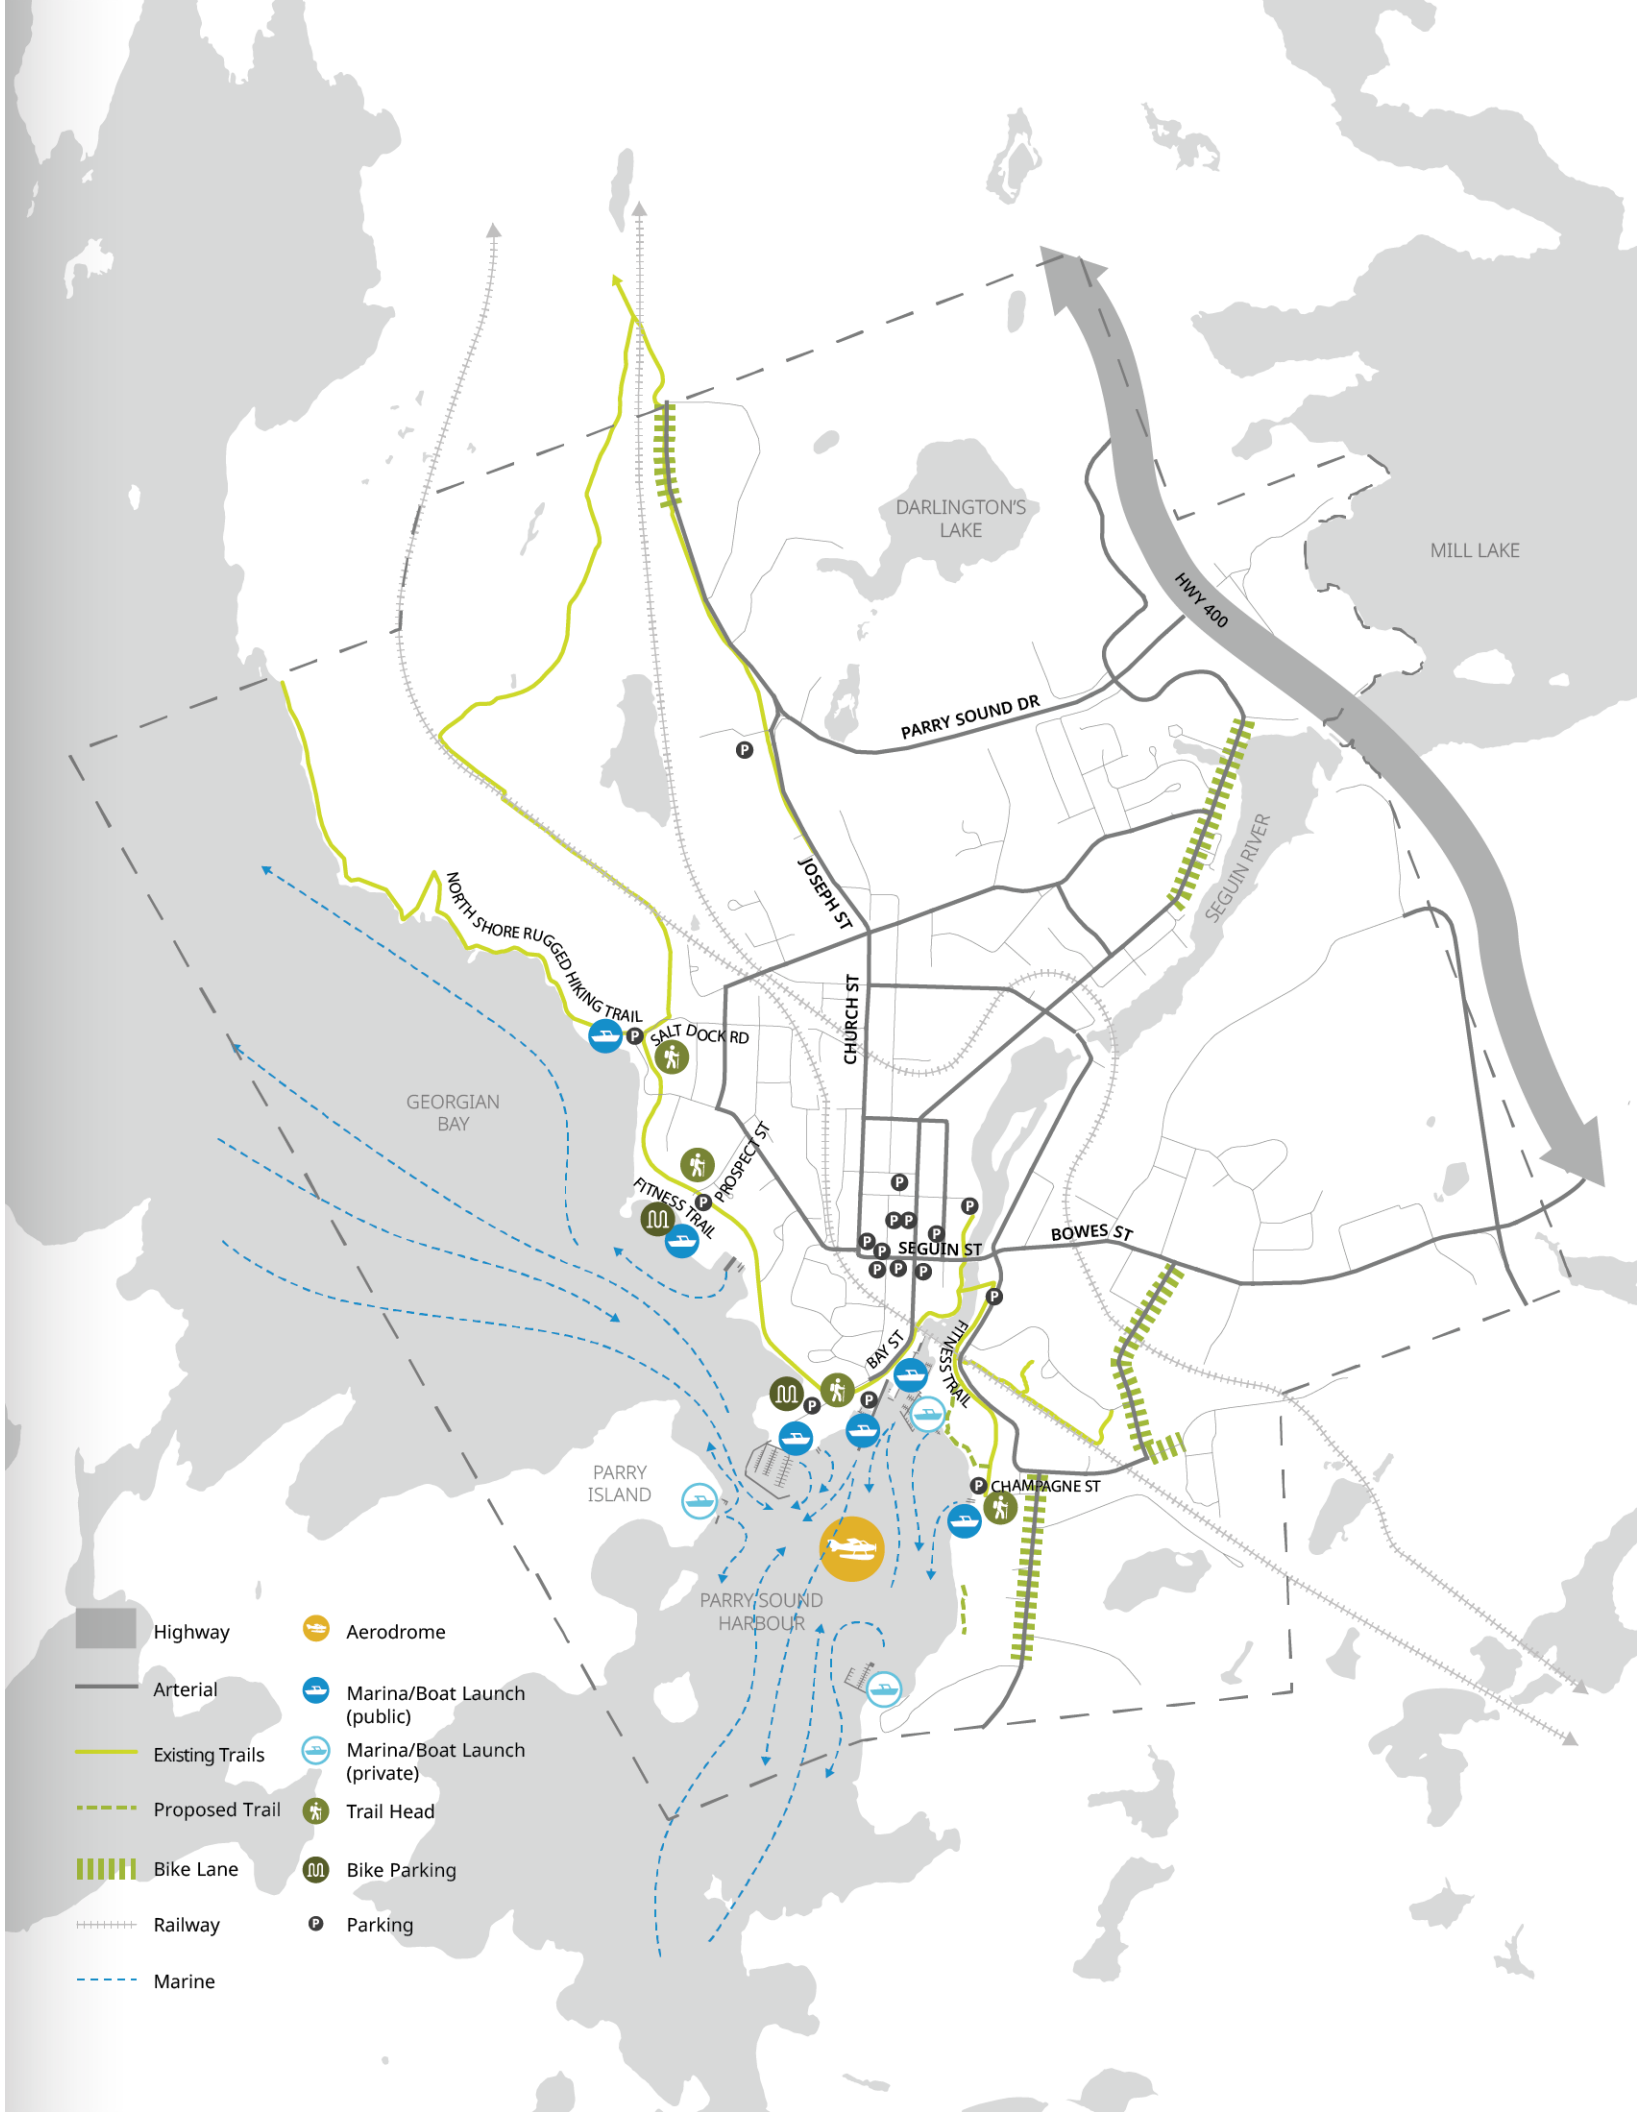 DARLINGTON'S
LAKE
MILL LAKE
HWY 400
PARRY SOUND DR
SEGUIN RIVER
JOSEPH ST
NORTH SHORE RUGGED HIKING TRAIL
CHURCH ST
SALT DOCK RD
P
P
GEORGIAN
BAY
PROSPECT ST
FITNESS TRAIL
P
P
P
P
P
P
P
P
P
P
P
SEGUIN ST
BOWES ST
P
BAY ST
FITNESS TRAIL
P
P
PARRY
ISLAND
P
CHAMPAGNE ST
PARRY SOUND
HARBOUR
Highway
Arterial
Existing Trails
Proposed Trail
Bike Lane
Railway
Marine
Aerodrome
Marina/Boat Launch
(public)
Marina/Boat Launch
(private)
Trail Head
Bike Parking
P
Parking